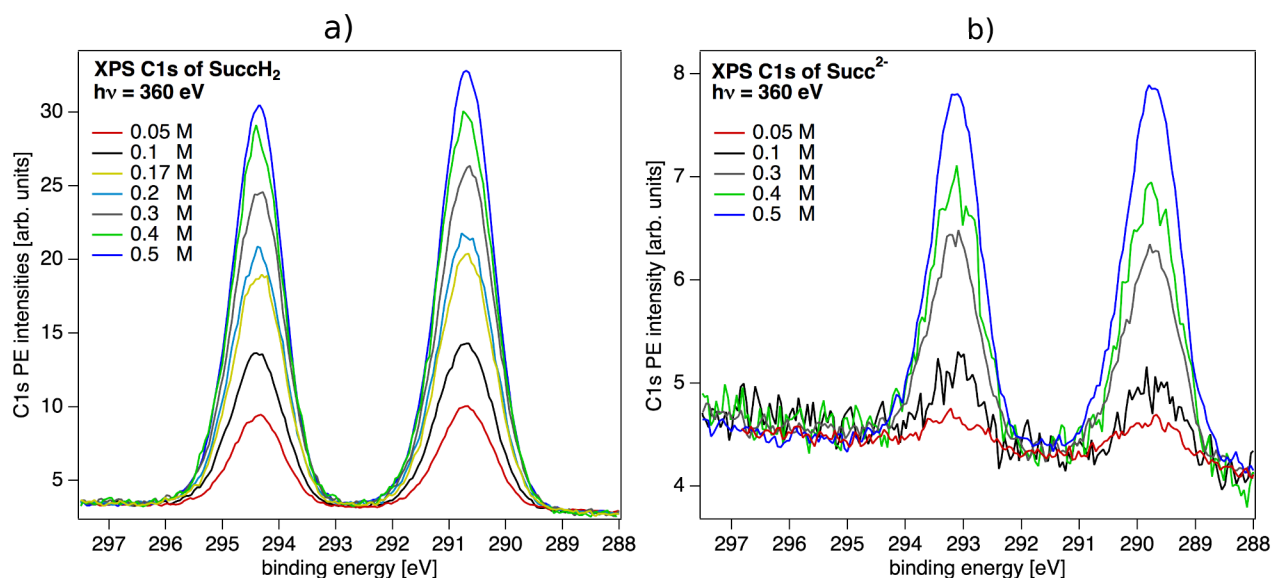 a)
XPS C1s of SuccH₂
hν = 360 eV
0.05 M
0.1 M
0.17 M
0.2 M
0.3 M
0.4 M
0.5 M
C1s PE intensities [arb. units]
30
25
20
15
10
5
297 296 295 294 293 292 291 290 289 288
binding energy [eV]
b)
XPS C1s of Succ²⁻
hν = 360 eV
0.05 M
0.1 M
0.3 M
0.4 M
0.5 M
C1s PE intensity [arb. units]
8
7
6
5
4
297 296 295 294 293 292 291 290 289 288
binding energy [eV]